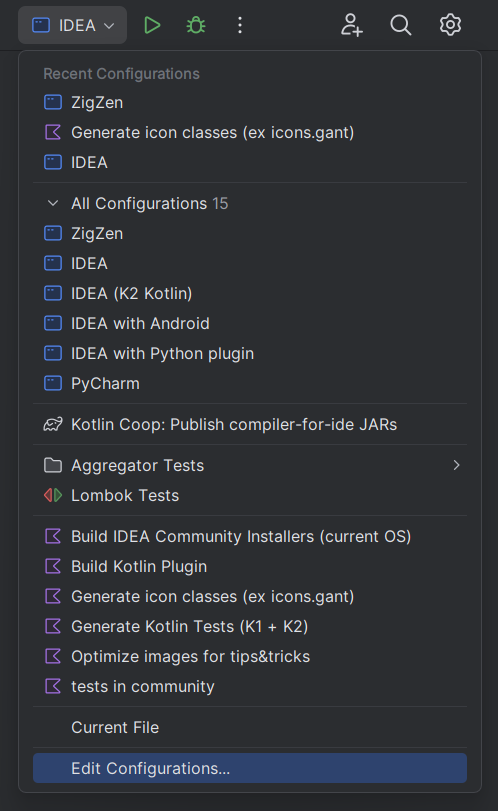 IDEA
Recent Configurations
ZigZen
Generate icon classes (ex icons.gant)
IDEA
All Configurations 15
ZigZen
IDEA
IDEA (K2 Kotlin)
IDEA with Android
IDEA with Python plugin
PyCharm
Kotlin Coop: Publish compiler-for-ide JARs
Aggregator Tests
Lombok Tests
Build IDEA Community Installers (current OS)
Build Kotlin Plugin
Generate icon classes (ex icons.gant)
Generate Kotlin Tests (K1 + K2)
Optimize images for tips&tricks
tests in community
Current File
Edit Configurations...